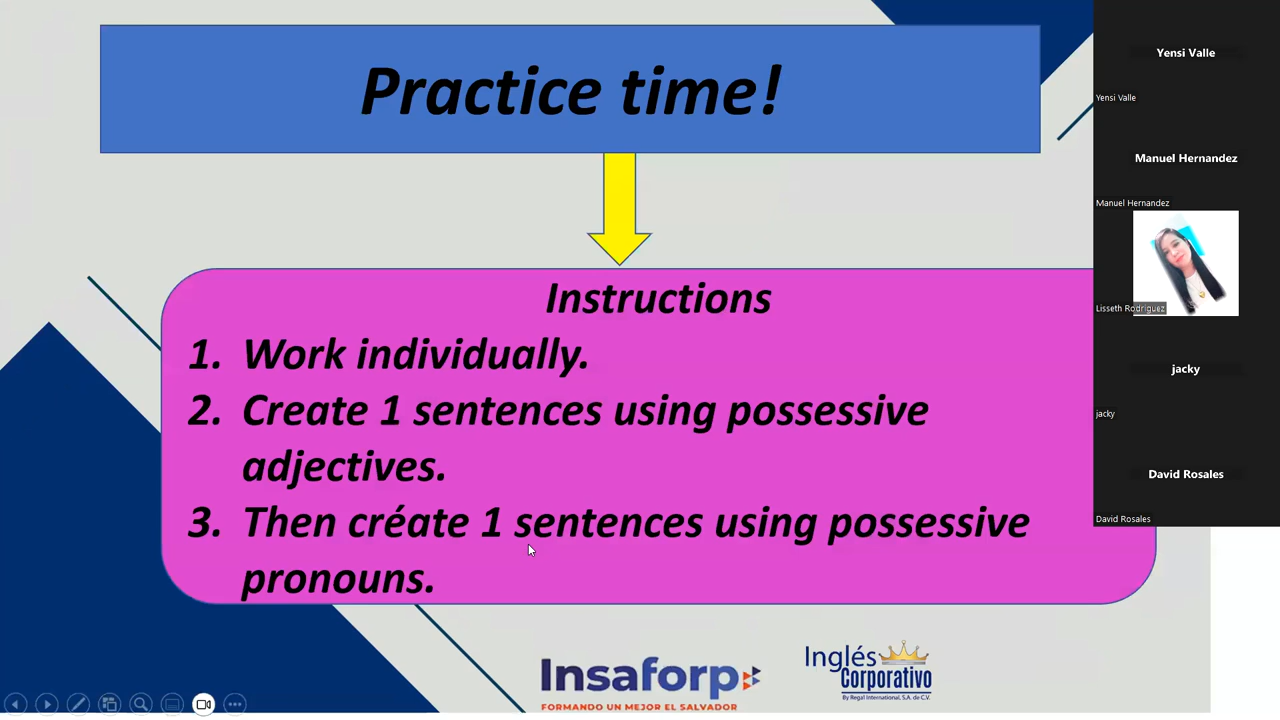 Practice time!
Instructions
1. Work individually.
2. Create 1 sentences using possessive
adjectives.
3. Then créate 1 sentences using possessive
pronouns.
Insaforp
FORMANDO UN MEJOR EL SALVADOR
Inglés
Corporativo
By Regal International, S.A. de C.V.
Yensi Valle
Yensi Valle
Manuel Hernandez
Manuel Hernandez
Lisseth Rodriguez
jacky
jacky
David Rosales
David Rosales